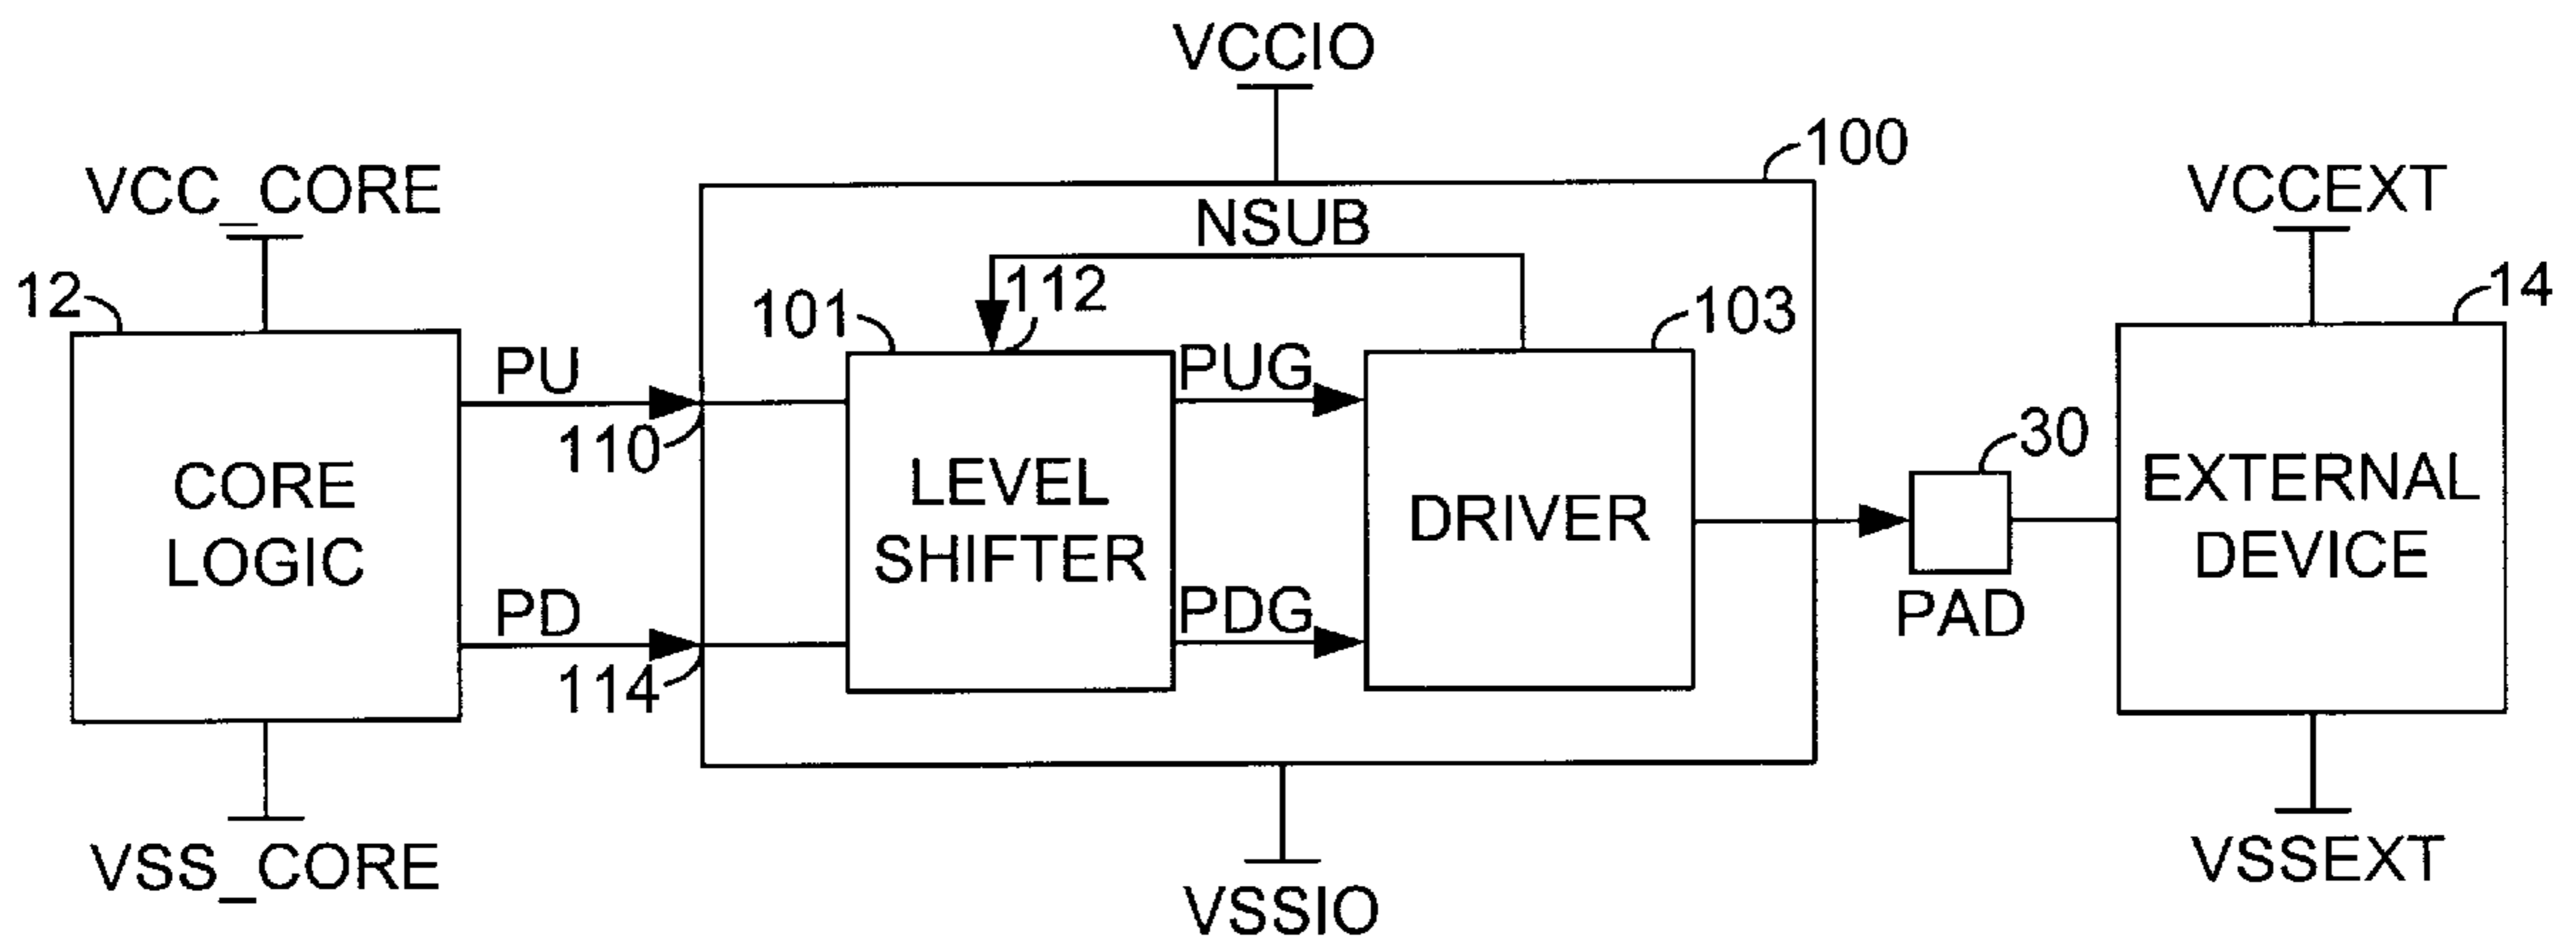 VCCIO
100
VCC_CORE
VCCEXT
NSUB
12
101
112
103
14
PU
PUG
110
30
CORE
LOGIC
LEVEL
SHIFTER
DRIVER
EXTERNAL
DEVICE
PD
PDG
PAD
114
VSS_CORE
VSSIO
VSSEXT